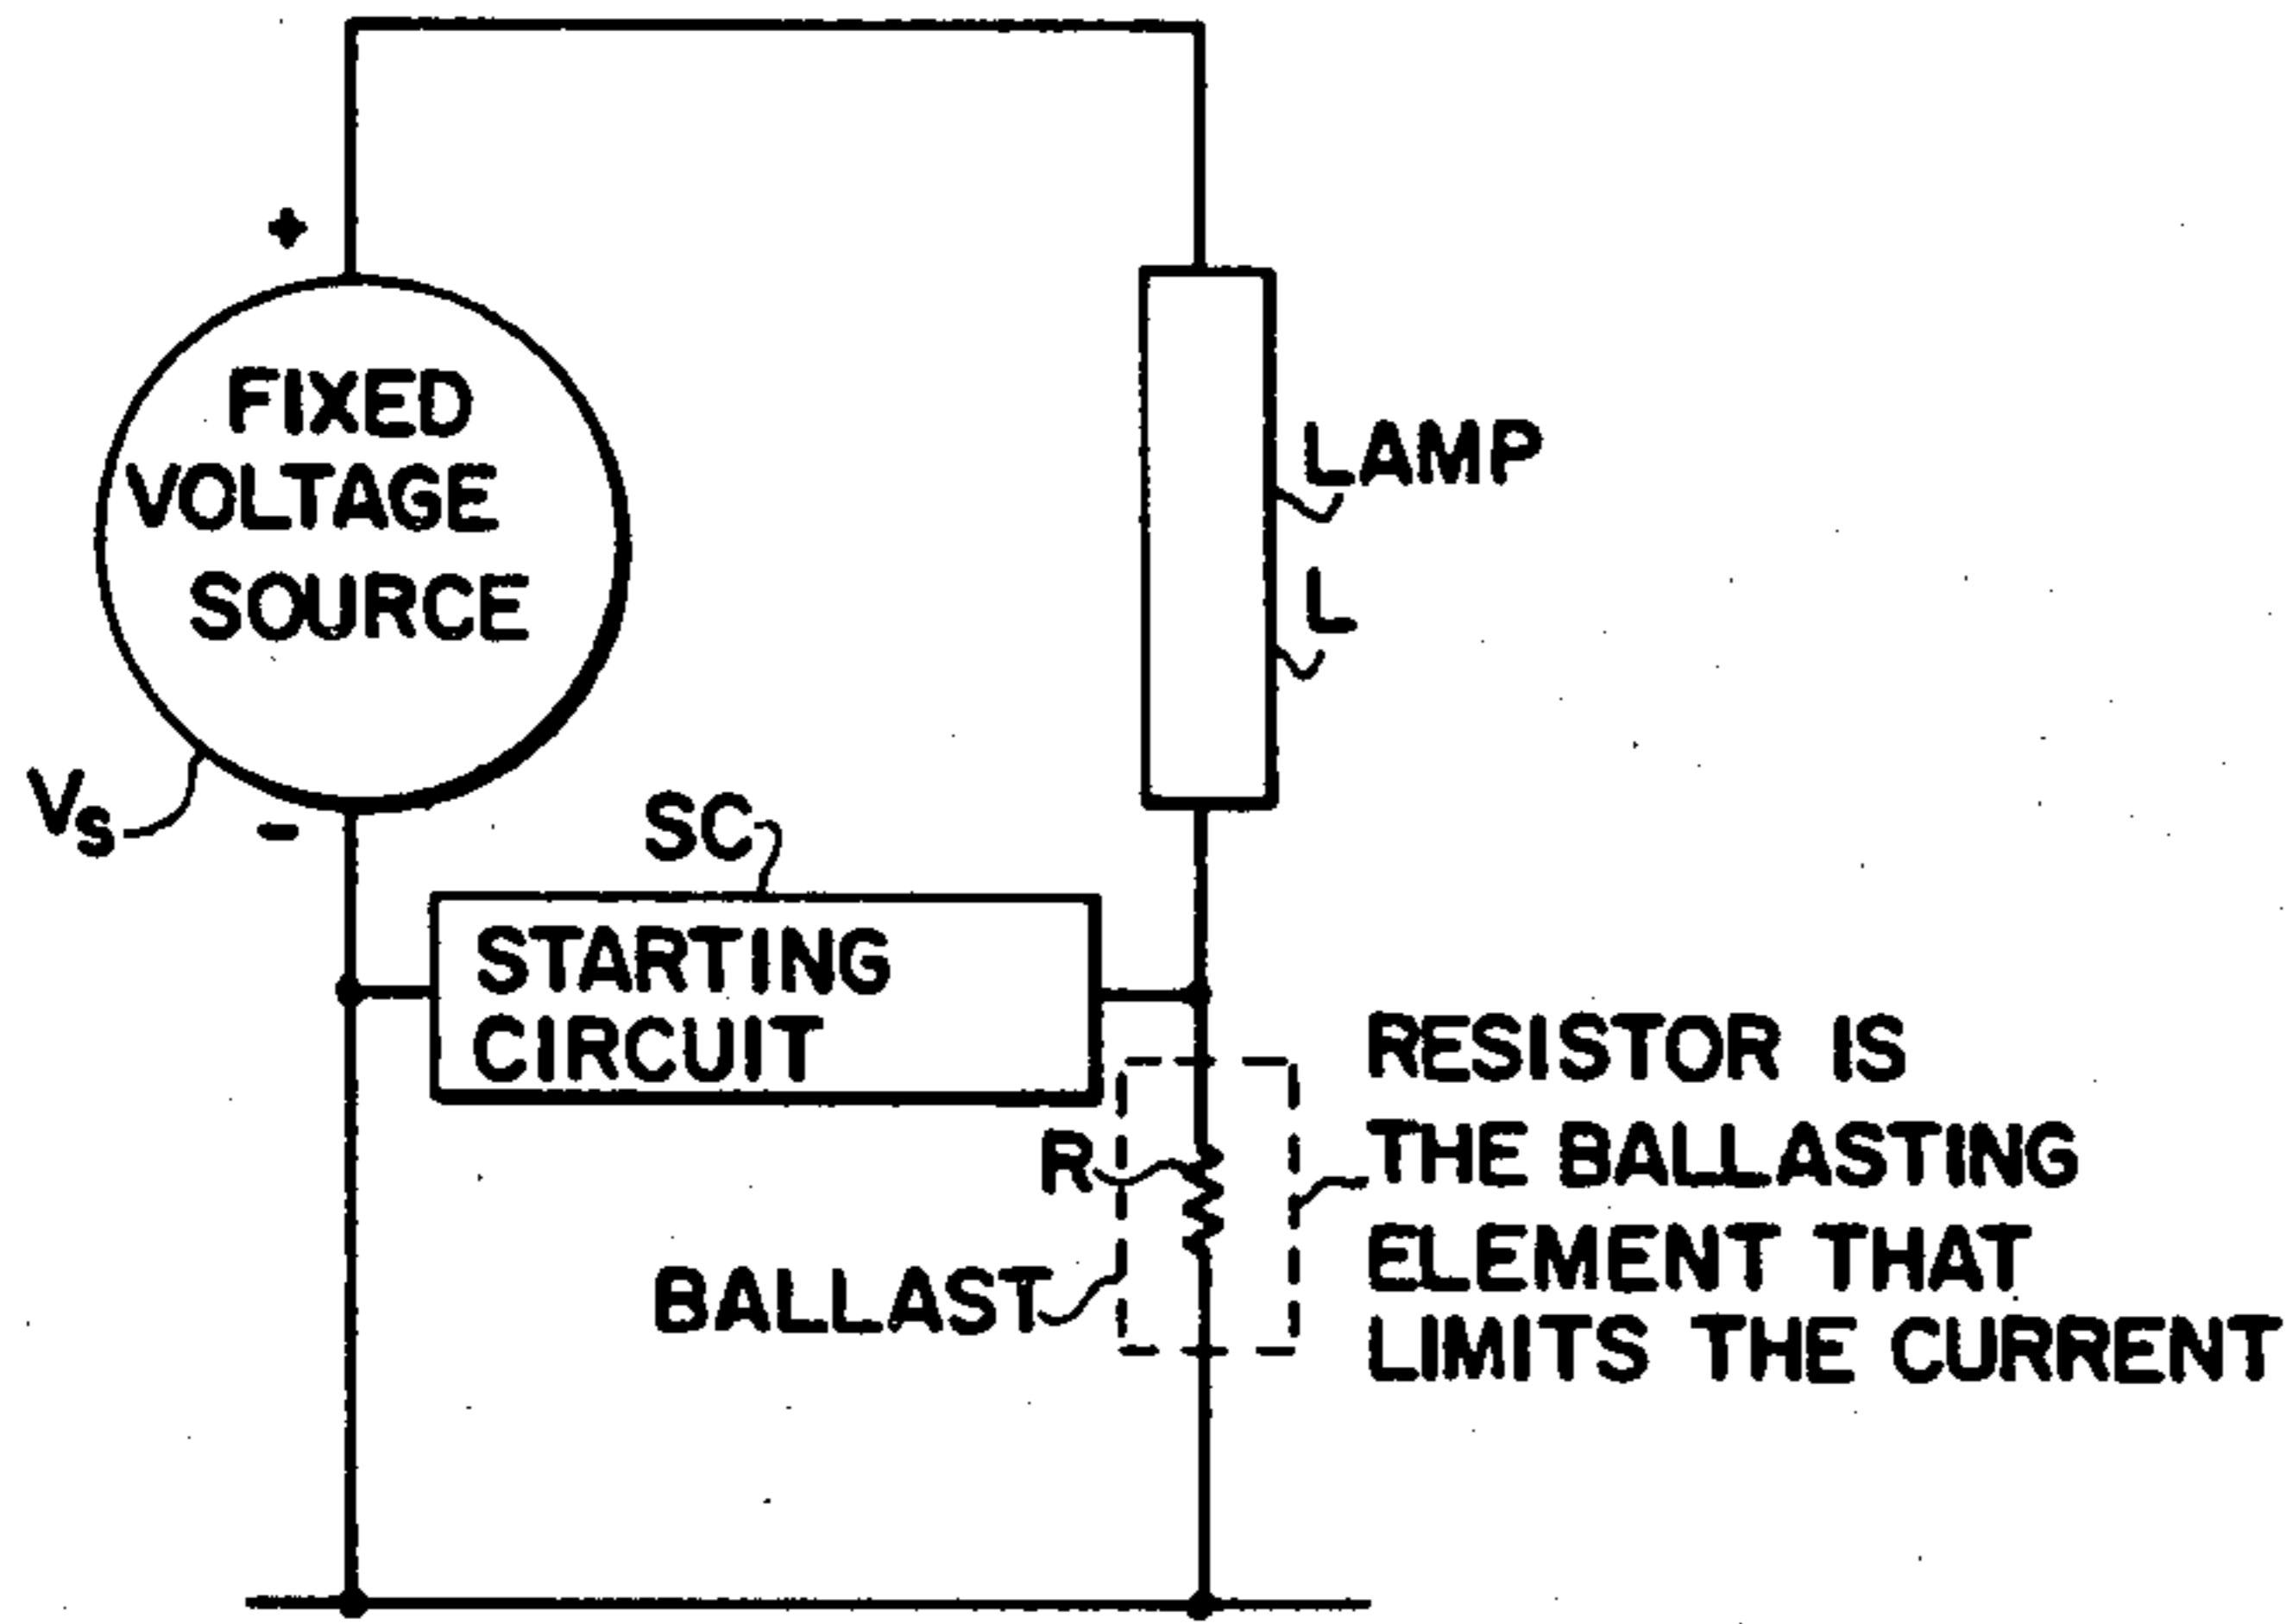 +
FIXED
VOLTAGE
SOURCE
Vs
-
LAMP
L
SC
STARTING
CIRCUIT
R
BALLAST
RESISTOR IS
THE BALLASTING
ELEMENT THAT
LIMITS THE CURRENT